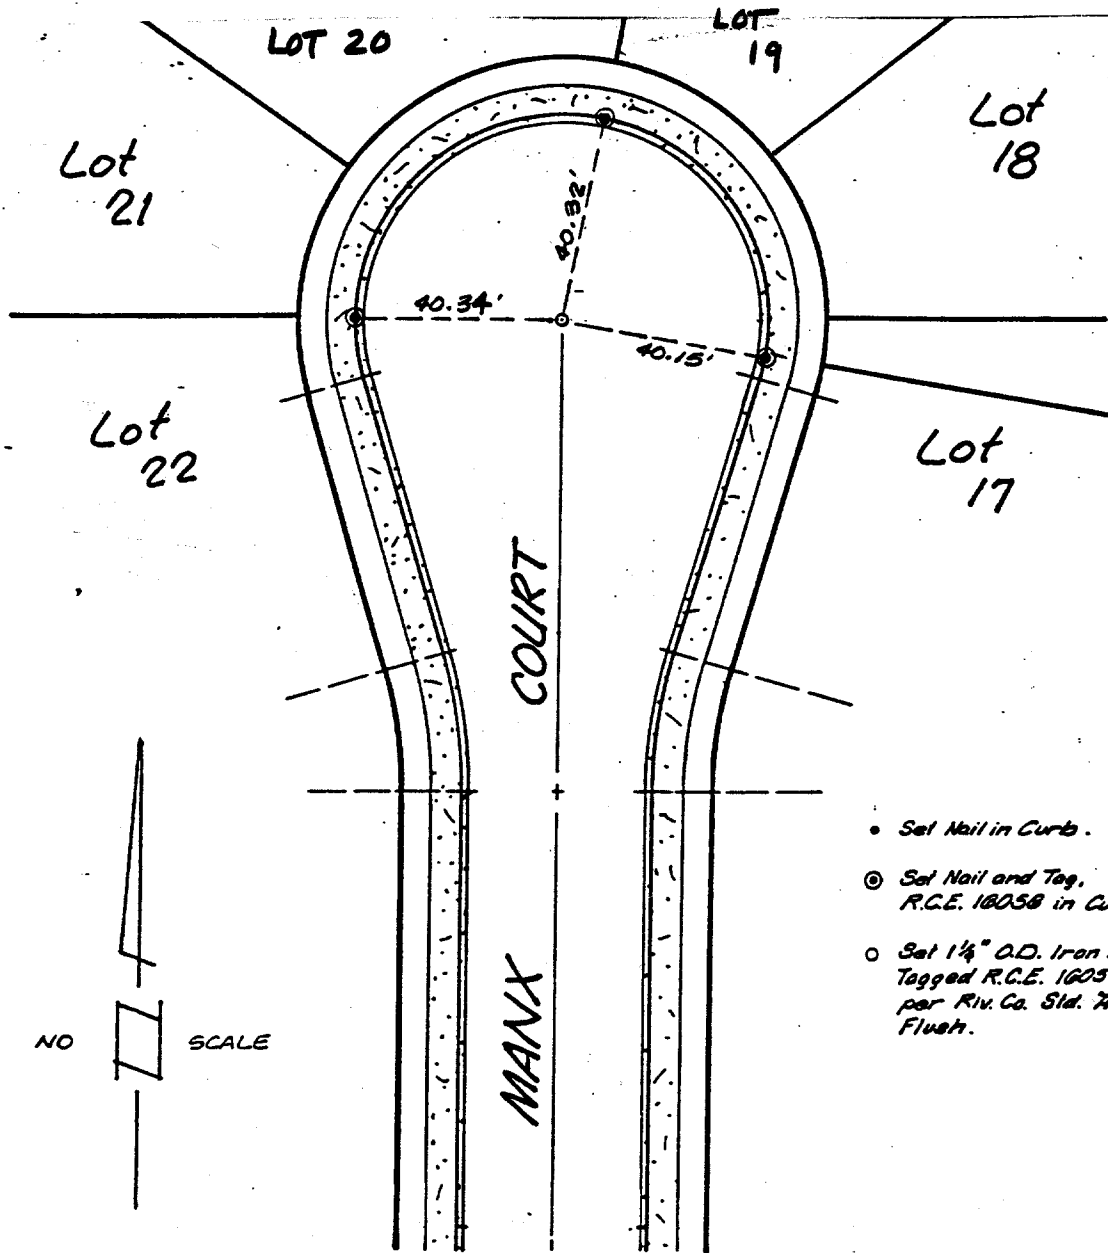 LOT 20
LOT
19
Lot
18
Lot
21
40.32'
40.34'
40.15'
Lot
22
Lot
17
COURT
MANX
Set Nail in Curb.
Set Nail and Tag,
R.C.E. 16056 in
Set 1¼" O.D. Iron
Tagged R.C.E.
per Riv. Co. Std.
Flush.
NO SCALE
N